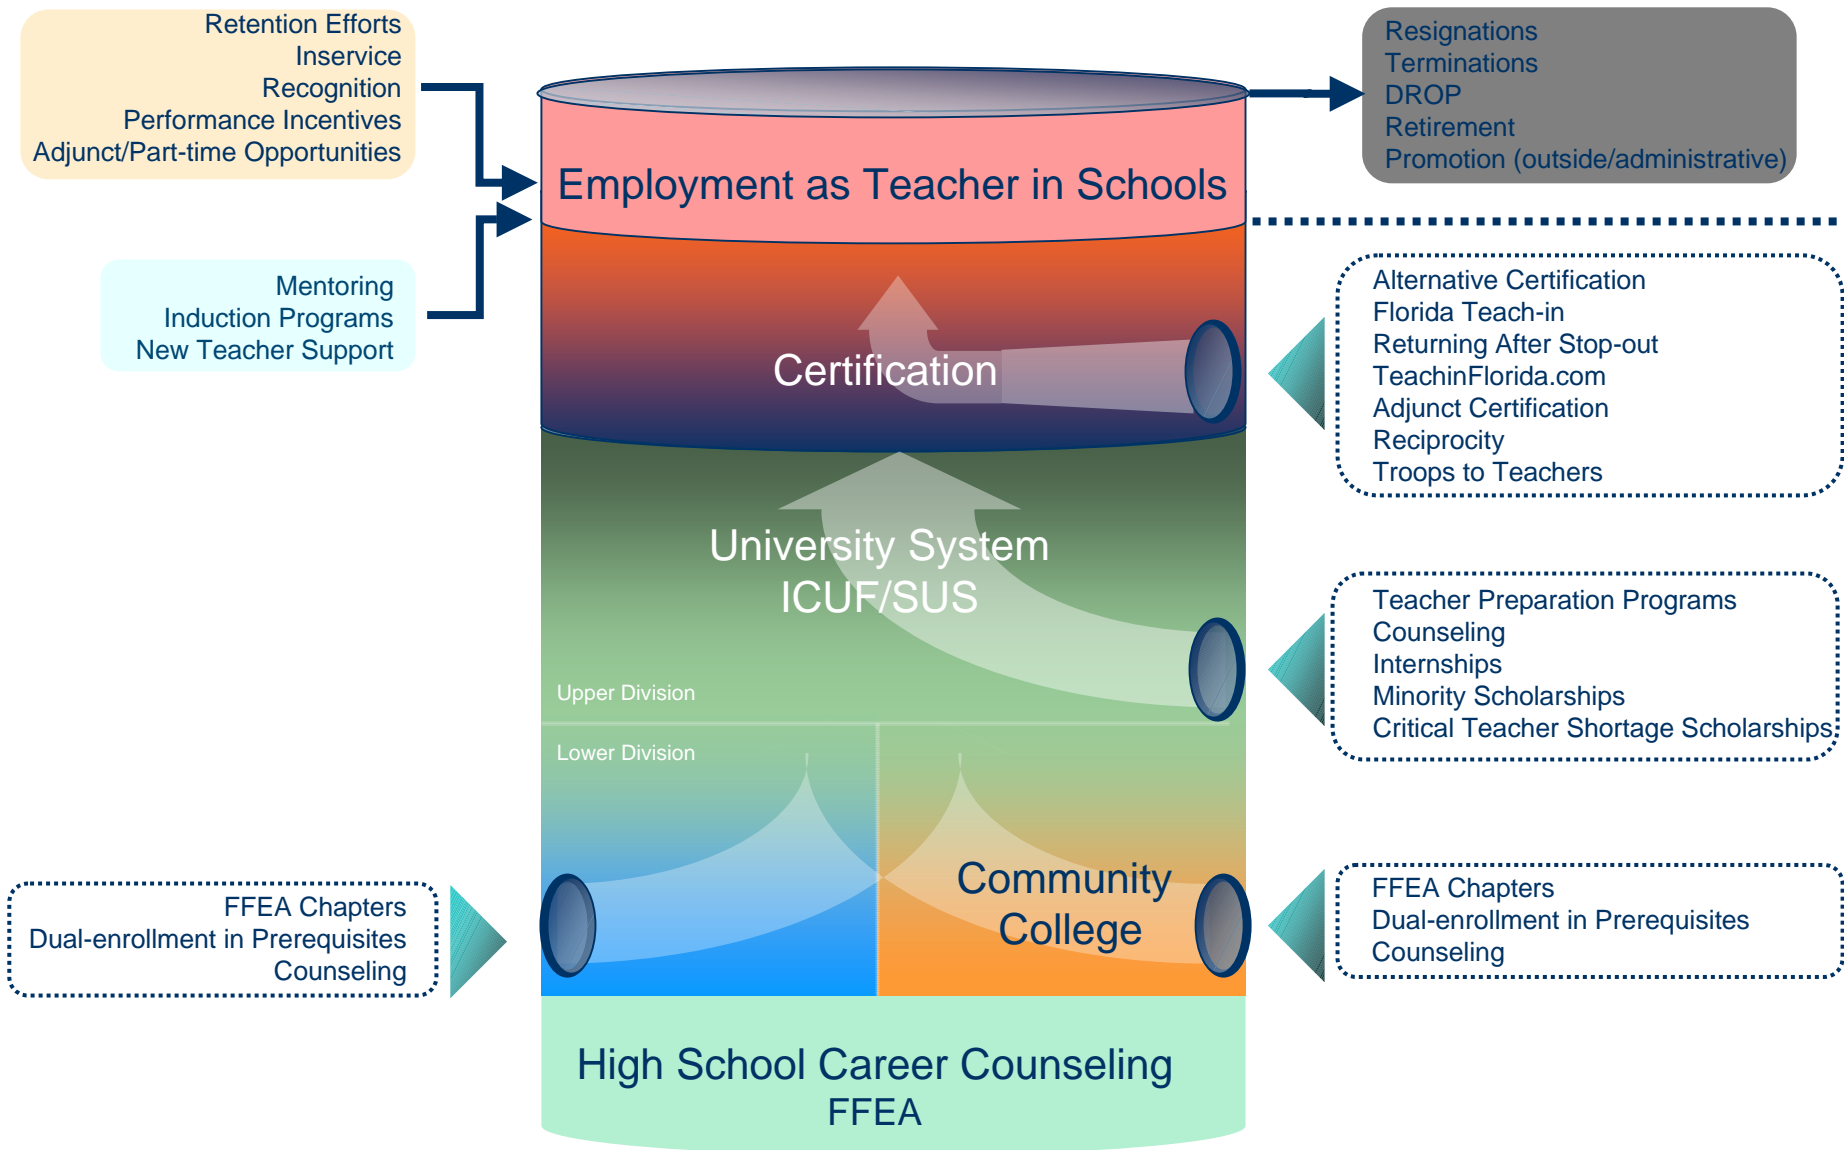 Retention Efforts
Inservice
Recognition
Performance Incentives
Adjunct/Part-time Opportunities
Resignations
Terminations
DROP
Retirement
Promotion (outside/administrative)
Employment as Teacher in Schools
Mentoring
Induction Programs
New Teacher Support
Certification
Alternative Certification
Florida Teach-in
Returning After Stop-out
TeachinFlorida.com
Adjunct Certification
Reciprocity
Troops to Teachers
University System
ICUF/SUS
Upper Division
Lower Division
Teacher Preparation Programs
Counseling
Internships
Minority Scholarships
Critical Teacher Shortage Scholarships
FFEA Chapters
Dual-enrollment in Prerequisites
Counseling
Community
College
FFEA Chapters
Dual-enrollment in Prerequisites
Counseling
High School Career Counseling
FFEA